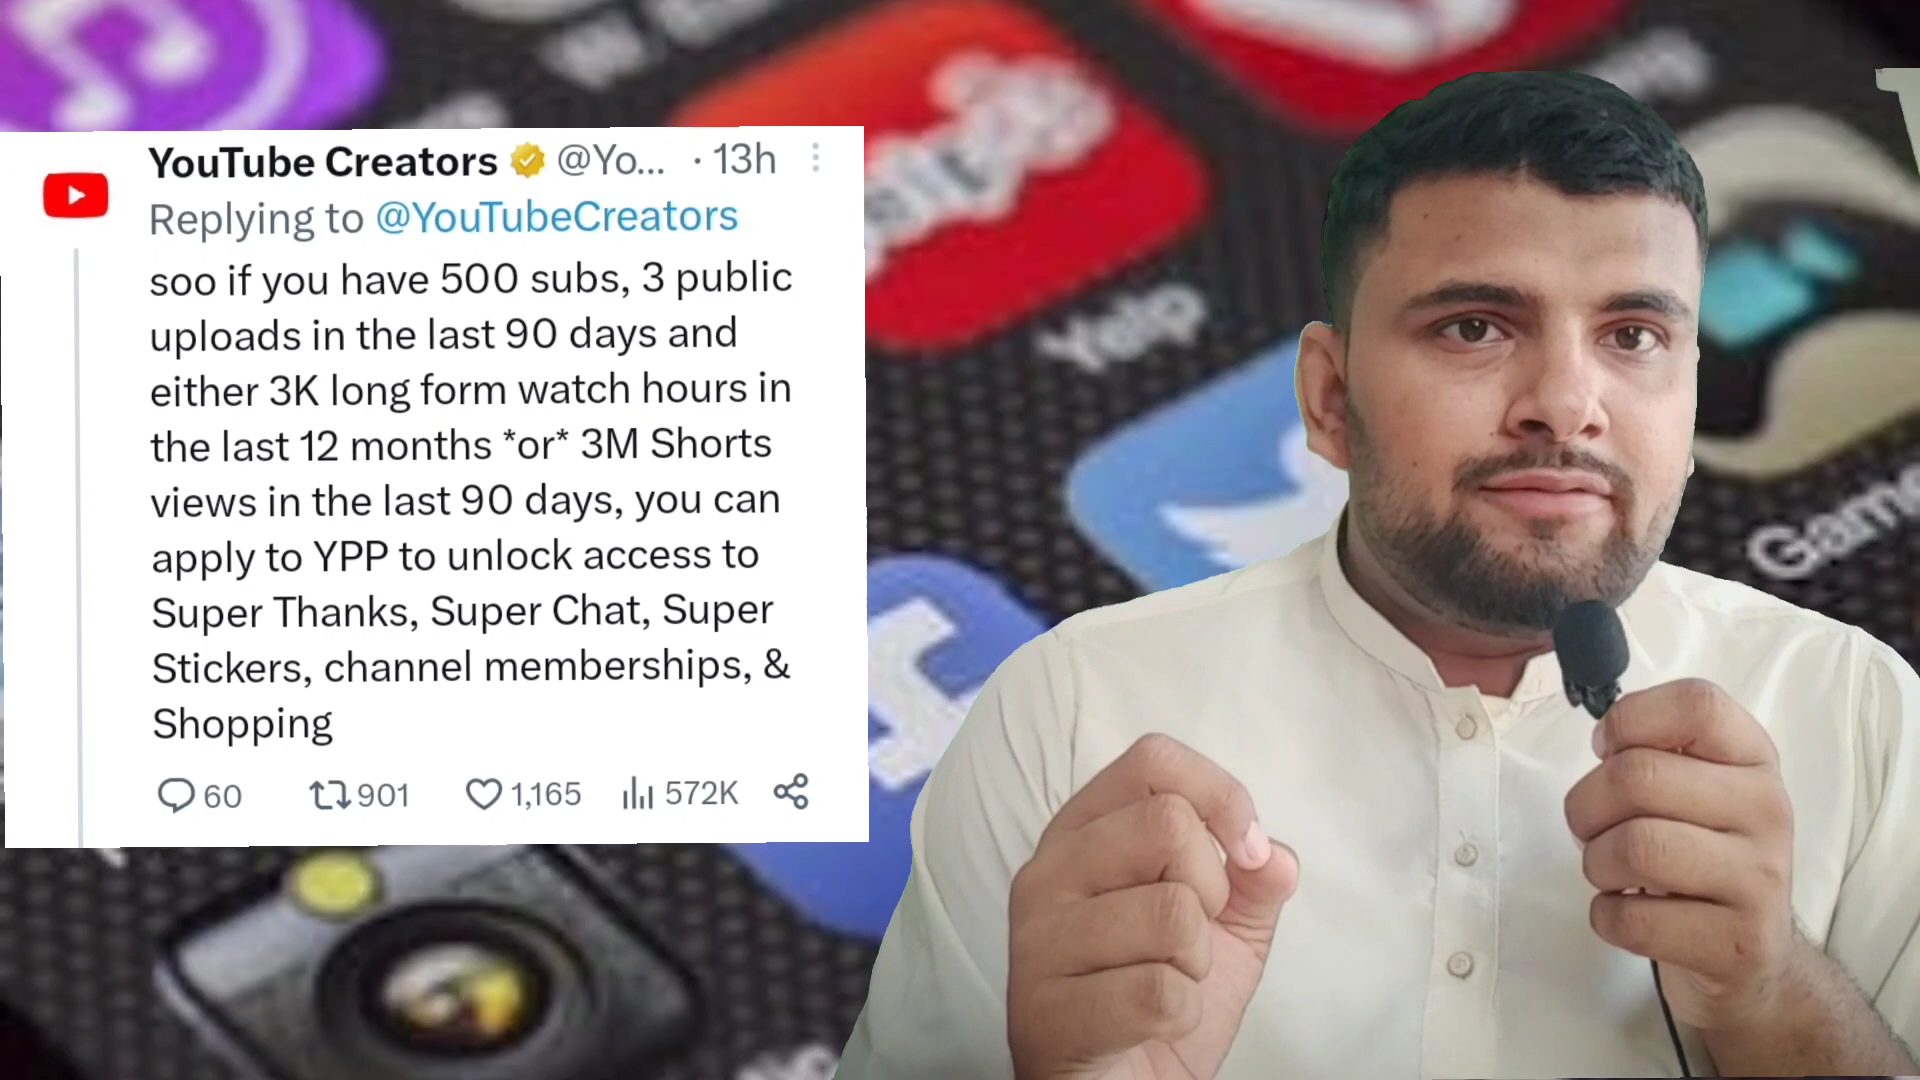 YouTube Creators @Yo... · 13h
Replying to @YouTubeCreators
soo if you have 500 subs, 3 public
uploads in the last 90 days and
either 3K long form watch hours in
the last 12 months *or* 3M Shorts
views in the last 90 days, you can
apply to YPP to unlock access to
Super Thanks, Super Chat, Super
Stickers, channel memberships, &
Shopping
60 901 1,165 572K
Yelp
Game